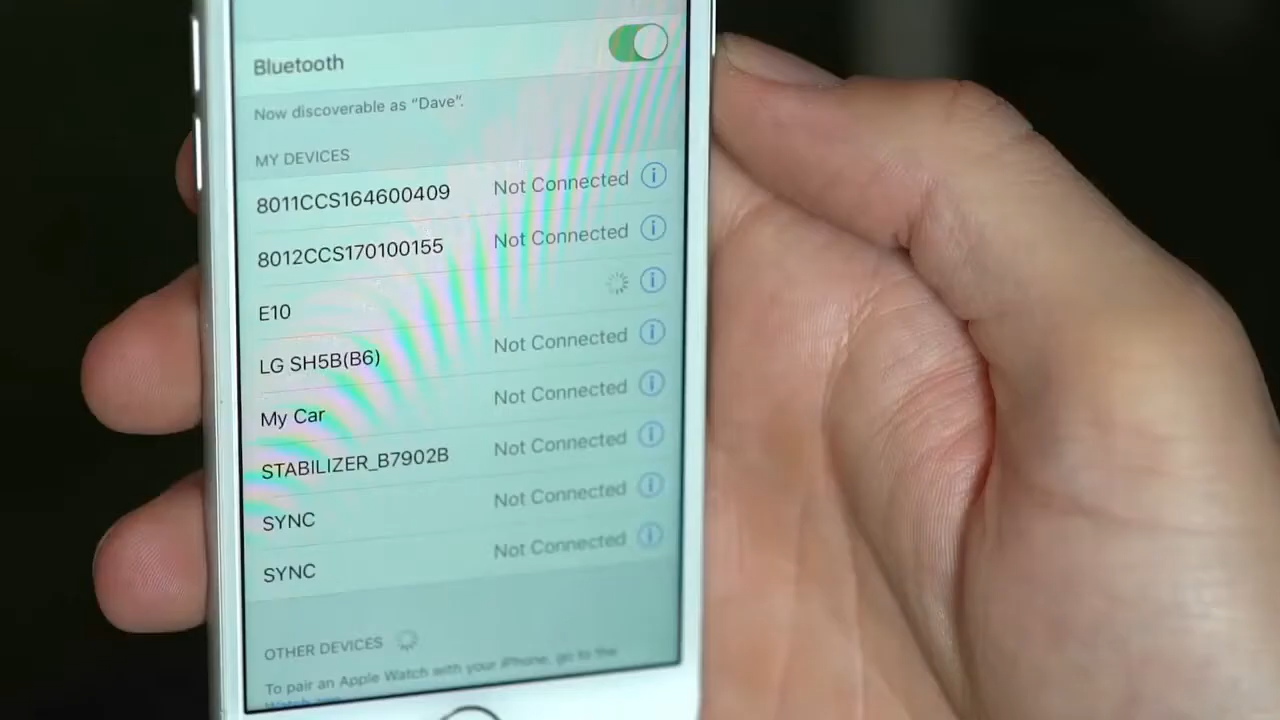 Bluetooth
Now discoverable as “Dave”.
MY DEVICES
8011CCS164600409 Not Connected
8012CCS170100155 Not Connected
E10
LG SH5B(B6) Not Connected
My Car Not Connected
STABILIZER_B7902B Not Connected
SYNC Not Connected
SYNC Not Connected
OTHER DEVICES
To pair an Apple Watch with your iPhone, go to the